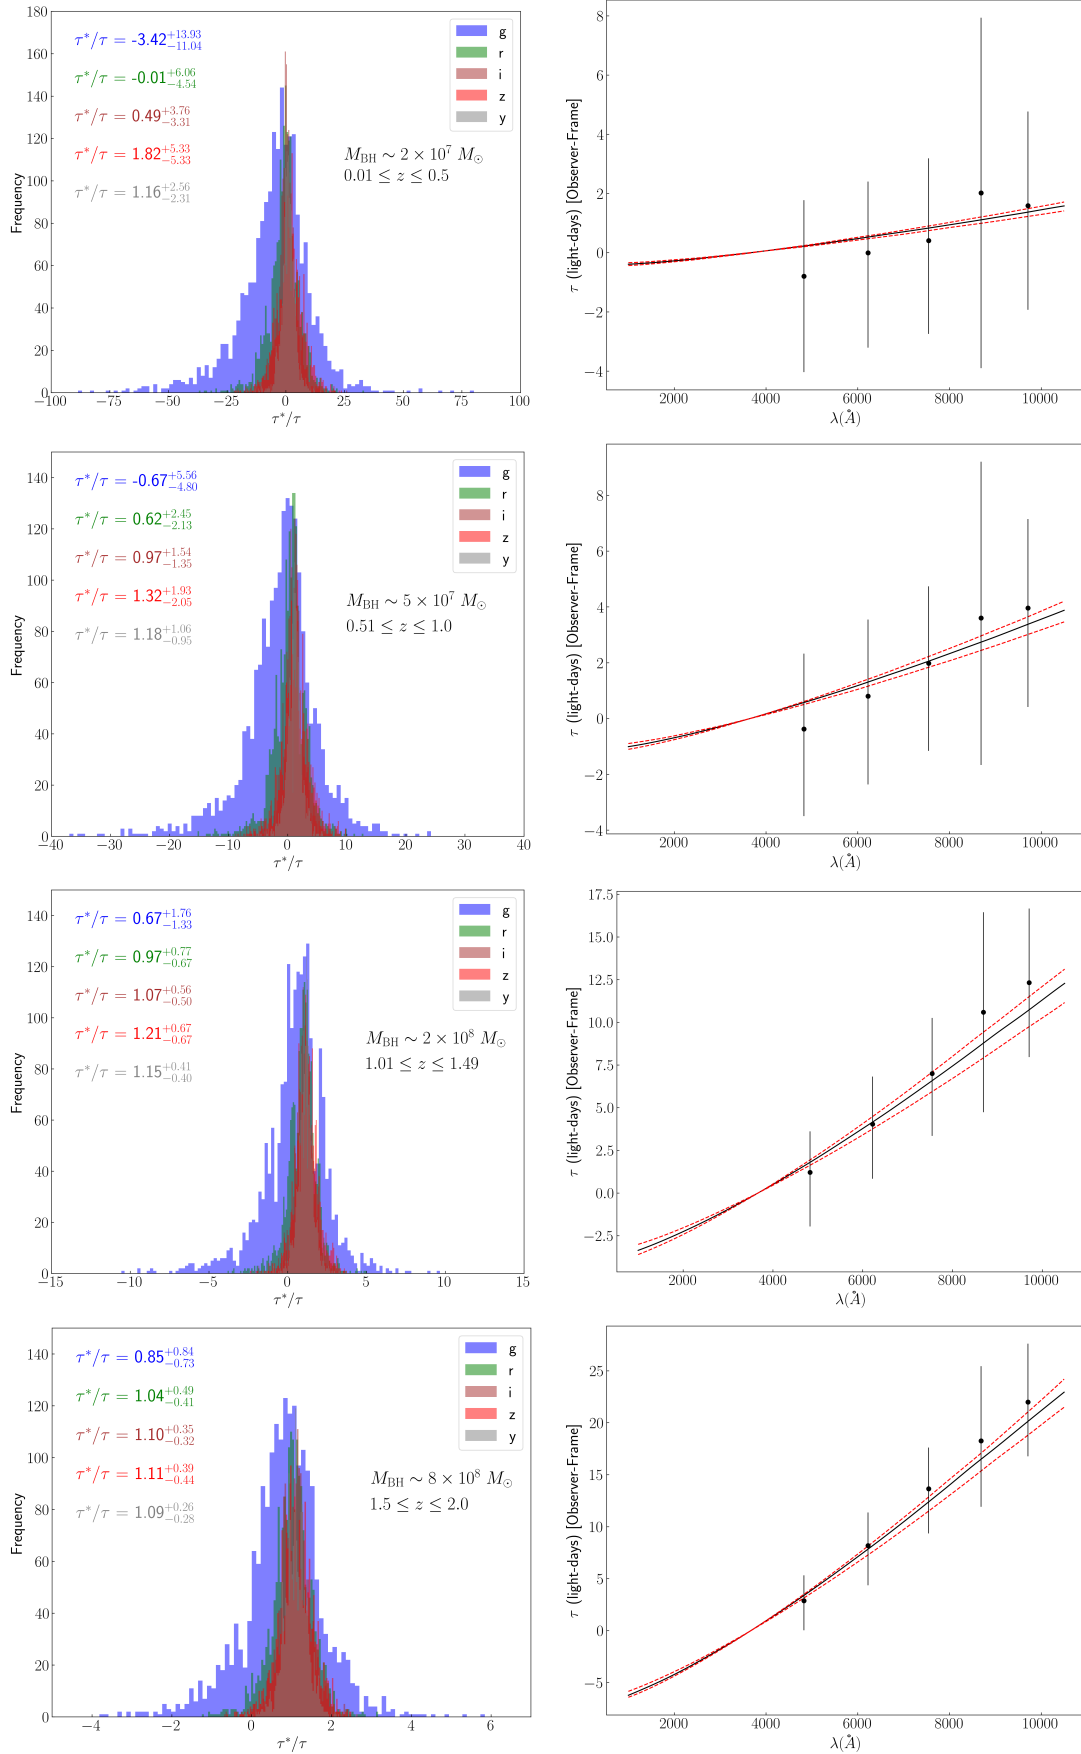 180
160
140
120
100
80
60
40
20
0
Frequency
τ*/τ = -3.42 +13.93 −11.04
τ*/τ = -0.01 +6.06 −4.54
τ*/τ = 0.49 +3.76 −3.31
τ*/τ = 1.82 +5.33 −5.33
τ*/τ = 1.16 +2.56 −2.31
g
r
i
z
y
M_BH ∼ 2 × 10^7 M_⊙
0.01 ≤ z ≤ 0.5
−100 −75 −50 −25 0 25 50 75 100
τ*/τ
8
6
4
2
0
−2
−4
τ (light-days) [Observer-Frame]
2000 4000 6000 8000 10000
λ(Å)
140
120
100
80
60
40
20
0
Frequency
τ*/τ = -0.67 +5.56 −4.80
τ*/τ = 0.62 +2.45 −2.13
τ*/τ = 0.97 +1.54 −1.35
τ*/τ = 1.32 +1.93 −2.05
τ*/τ = 1.18 +1.06 −0.95
g
r
i
z
y
M_BH ∼ 5 × 10^7 M_⊙
0.51 ≤ z ≤ 1.0
−40 −30 −20 −10 0 10 20 30 40
τ*/τ
8
6
4
2
0
−2
−4
τ (light-days) [Observer-Frame]
2000 4000 6000 8000 10000
λ(Å)
140
120
100
80
60
40
20
0
Frequency
τ*/τ = 0.67 +1.76 −1.33
τ*/τ = 0.97 +0.77 −0.67
τ*/τ = 1.07 +0.56 −0.50
τ*/τ = 1.21 +0.67 −0.67
τ*/τ = 1.15 +0.41 −0.40
g
r
i
z
y
M_BH ∼ 2 × 10^8 M_⊙
1.01 ≤ z ≤ 1.49
−15 −10 −5 0 5 10 15
τ*/τ
17.5
15.0
12.5
10.0
7.5
5.0
2.5
0.0
−2.5
τ (light-days) [Observer-Frame]
2000 4000 6000 8000 10000
λ(Å)
140
120
100
80
60
40
20
0
Frequency
τ*/τ = 0.85 +0.84 −0.73
τ*/τ = 1.04 +0.49 −0.41
τ*/τ = 1.10 +0.35 −0.32
τ*/τ = 1.11 +0.39 −0.44
τ*/τ = 1.09 +0.26 −0.28
g
r
i
z
y
M_BH ∼ 8 × 10^8 M_⊙
1.5 ≤ z ≤ 2.0
−4 −2 0 2 4 6
τ*/τ
25
20
15
10
5
0
−5
τ (light-days) [Observer-Frame]
2000 4000 6000 8000 10000
λ(Å)